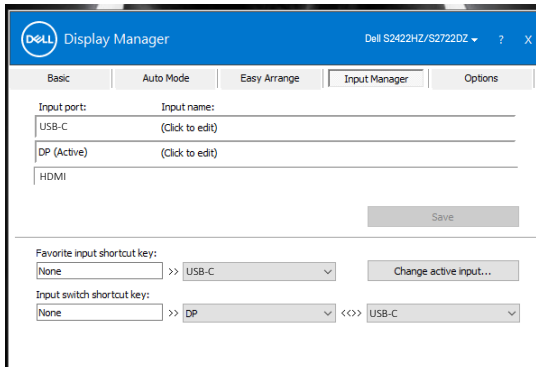 DELL Display Manager Dell S2422HZ/S2722DZ ? X
Basic Auto Mode Easy Arrange Input Manager Options
Input port: Input name:
USB-C (Click to edit)
DP (Active) (Click to edit)
HDMI
Save
Favorite input shortcut key:
None >> USB-C Change active input...
Input switch shortcut key:
None >> DP <<>> USB-C